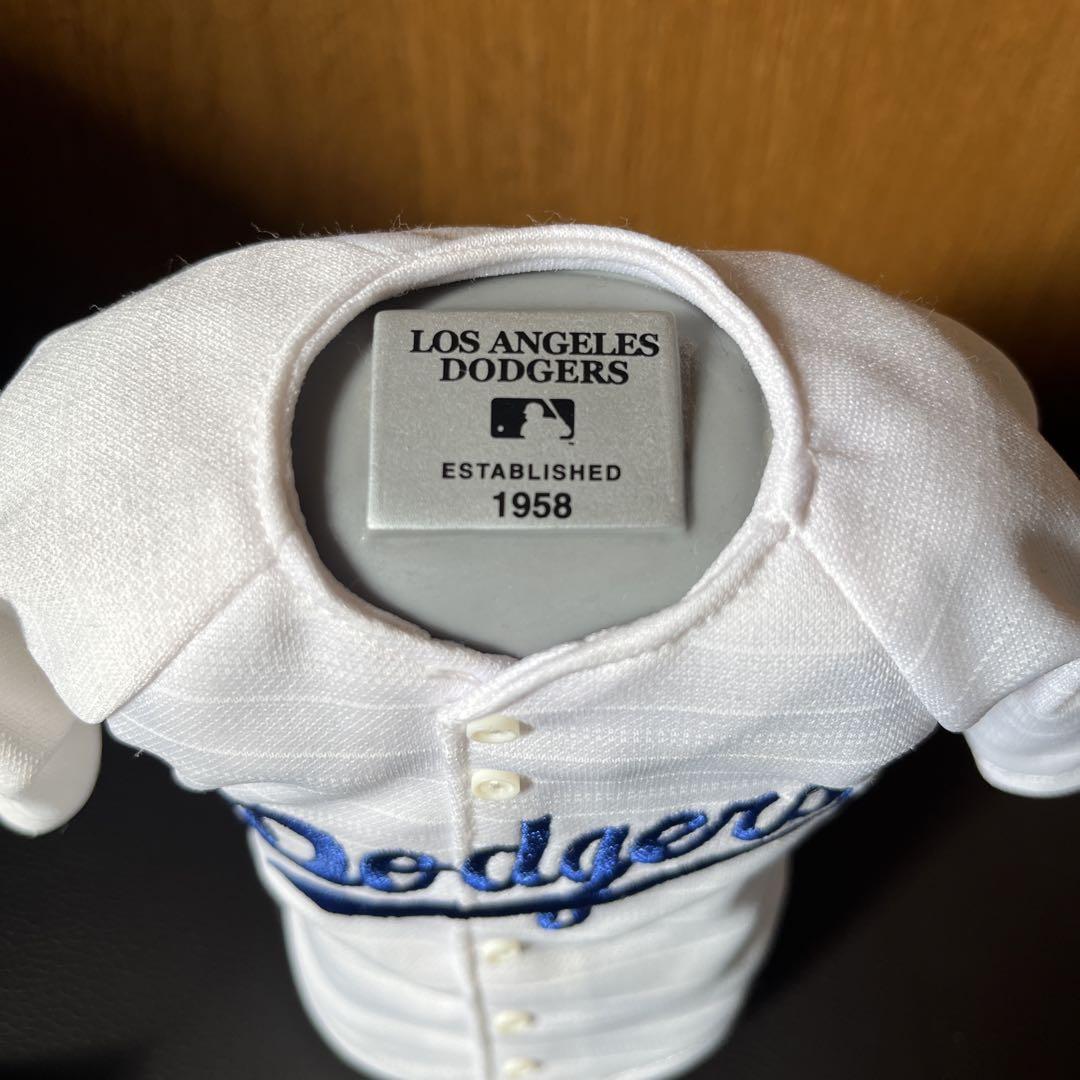 LOS ANGELES
DODGERS
ESTABLISHED
1958
Dodgers